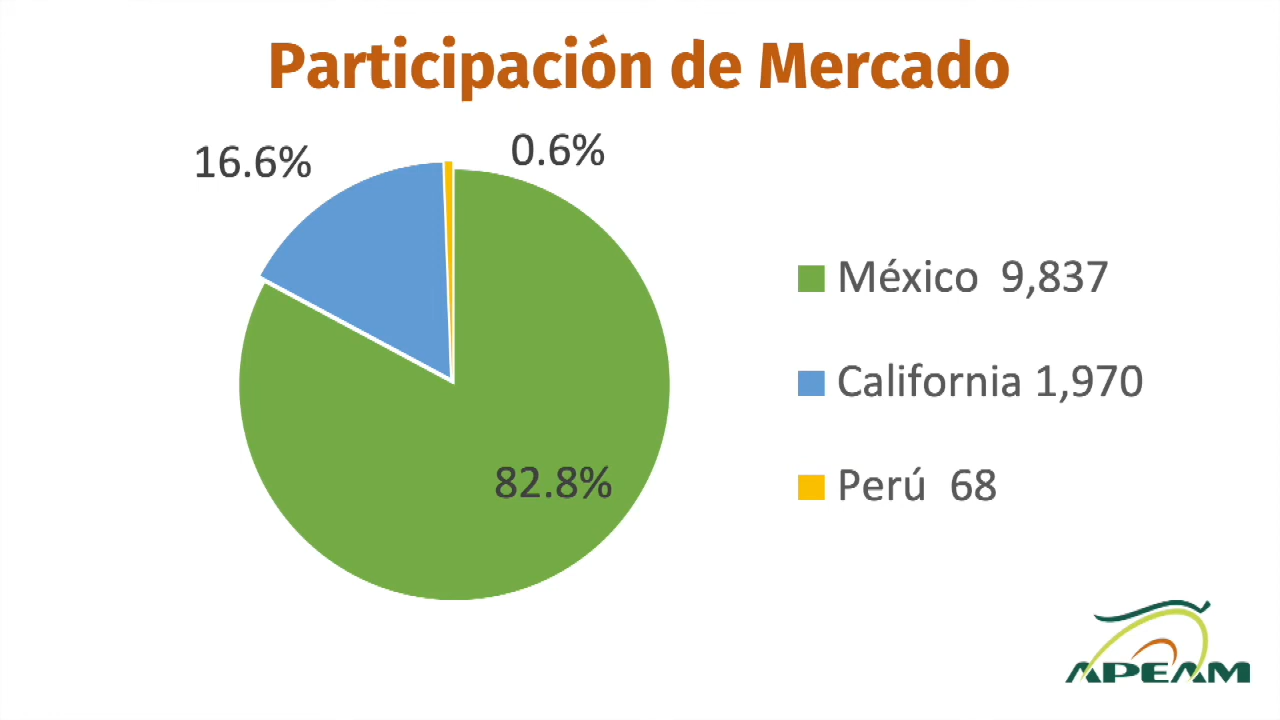 Participación de Mercado
16.6%
0.6%
82.8%
México 9,837
California 1,970
Perú 68
APEAM